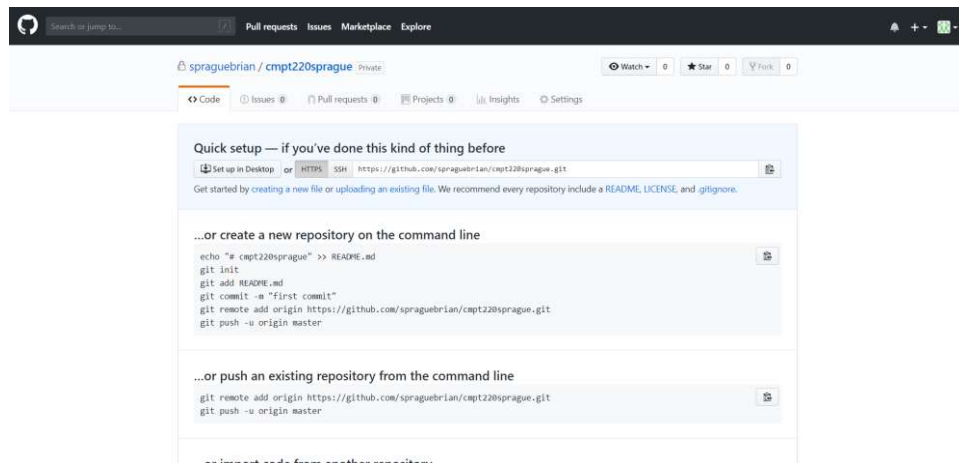 Search or jump to... / Pull requests Issues Marketplace Explore
spraguebrian / cmpt220sprague Private Watch 0 Star 0 Fork 0
Code Issues 0 Pull requests 0 Projects 0 Insights Settings
Quick setup — if you've done this kind of thing before
Set up in Desktop or HTTPS SSH https://github.com/spraguebrian/cmpt220sprague.git
Get started by creating a new file or uploading an existing file. We recommend every repository include a README, LICENSE, and .gitignore.
...or create a new repository on the command line
echo "# cmpt220sprague" >> README.md
git init
git add README.md
git commit -m "first commit"
git remote add origin https://github.com/spraguebrian/cmpt220sprague.git
git push -u origin master
...or push an existing repository from the command line
git remote add origin https://github.com/spraguebrian/cmpt220sprague.git
git push -u origin master
...or import code from another repository